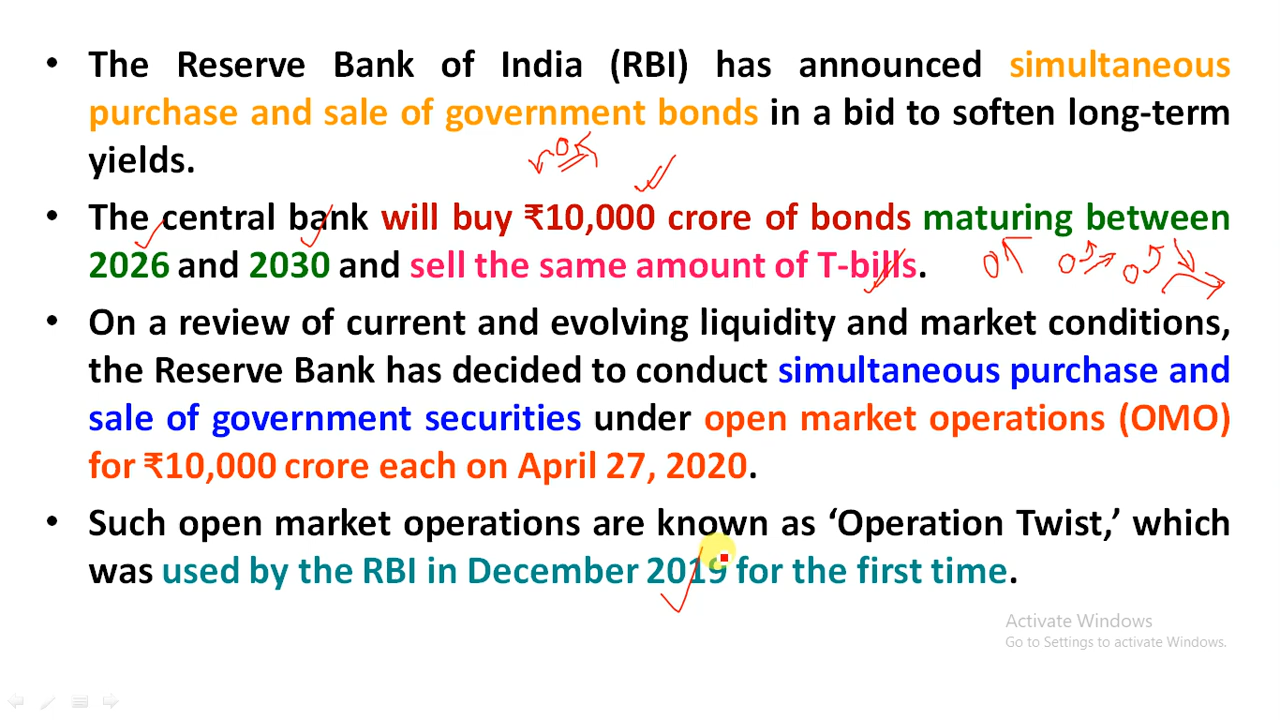 • The Reserve Bank of India (RBI) has announced simultaneous
purchase and sale of government bonds in a bid to soften long-term
yields.
• The central bank will buy ₹10,000 crore of bonds maturing between
2026 and 2030 and sell the same amount of T-bills.
• On a review of current and evolving liquidity and market conditions,
the Reserve Bank has decided to conduct simultaneous purchase and
sale of government securities under open market operations (OMO)
for ₹10,000 crore each on April 27, 2020.
• Such open market operations are known as ‘Operation Twist,’ which
was used by the RBI in December 2019 for the first time.
Activate Windows
Go to Settings to activate Windows.